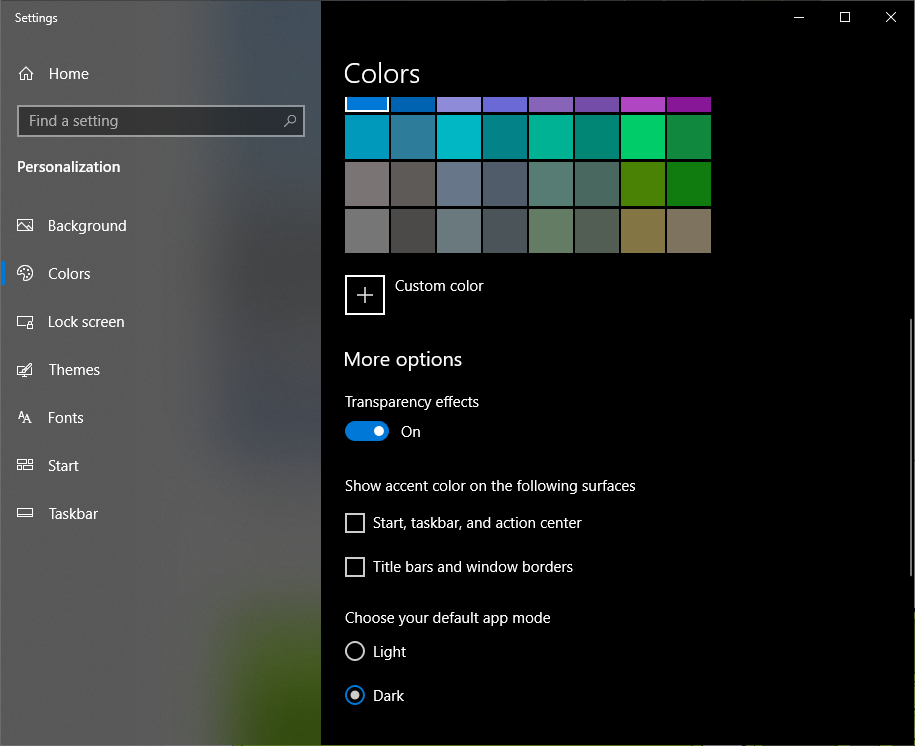 Settings
Home
Find a setting
Personalization
Background
Colors
Lock screen
Themes
Fonts
Start
Taskbar
Colors
Custom color
More options
Transparency effects
On
Show accent color on the following surfaces
Start, taskbar, and action center
Title bars and window borders
Choose your default app mode
Light
Dark